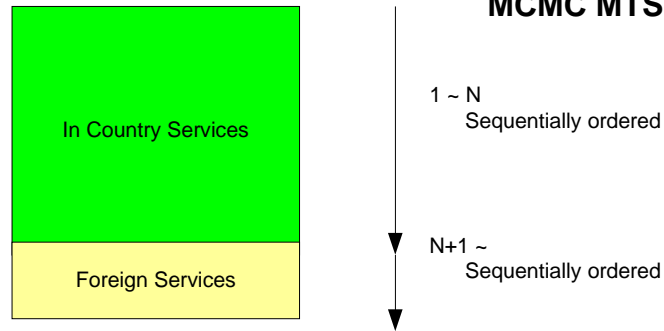 MCMC MTS
In Country Services
1 ~ N
Sequentially ordered
Foreign Services
N+1 ~
Sequentially ordered